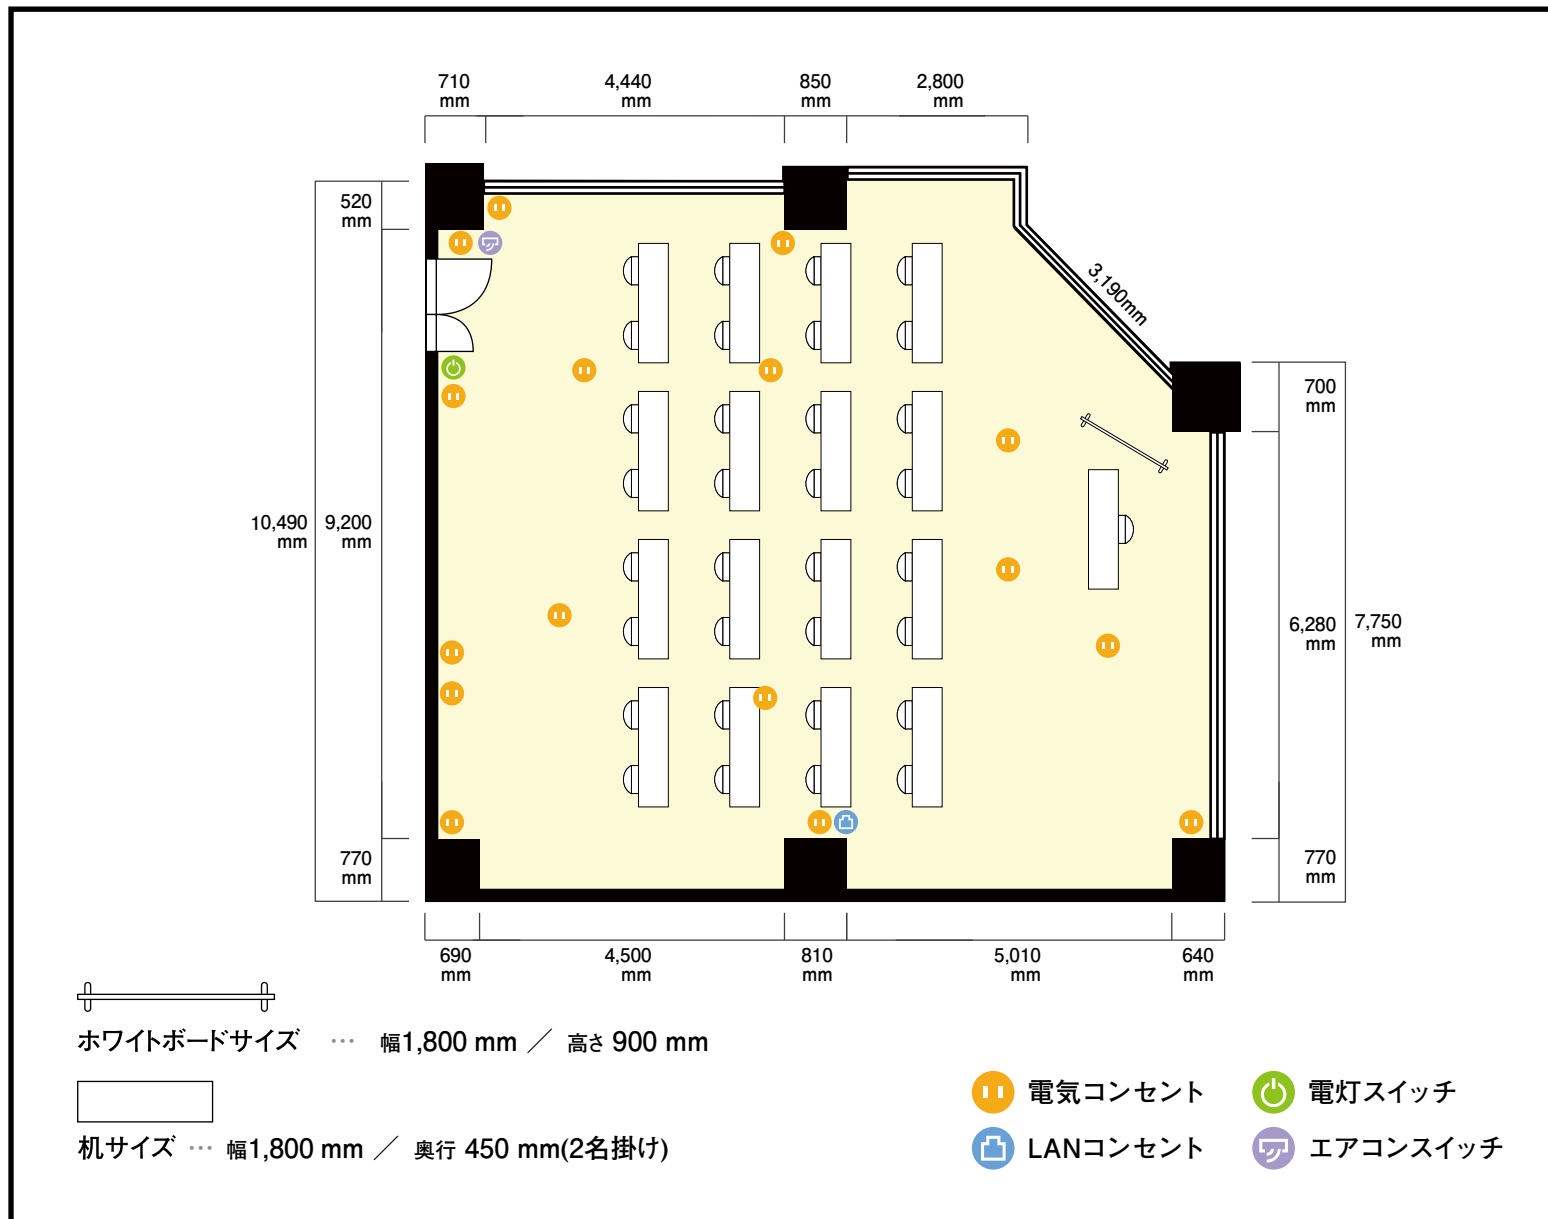 710
mm
4,440
mm
850
mm
2,800
mm
520
mm
3,190mm
700
mm
10,490
mm
9,200
mm
6,280
mm
7,750
mm
770
mm
770
mm
690
mm
4,500
mm
810
mm
5,010
mm
640
mm
ホワイトボードサイズ … 幅1,800 mm ／ 高さ 900 mm
机サイズ … 幅1,800 mm ／ 奥行 450 mm(2名掛け)
電気コンセント
電灯スイッチ
LANコンセント
エアコンスイッチ